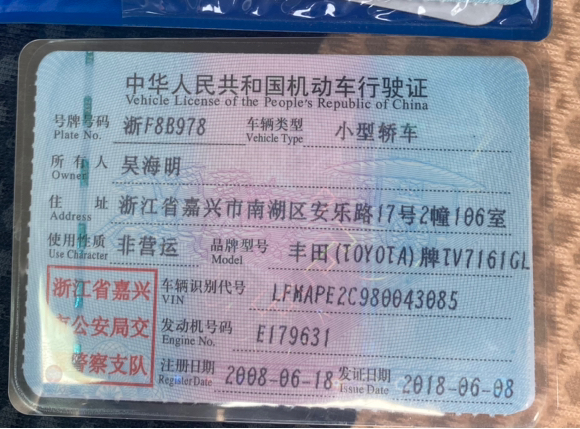 中华人民共和国机动车行驶证
Vehicle License of the People's Republic of China
号牌号码 浙F8B978 车辆类型 小型轿车
Plate No. Vehicle Type
所有人 吴海明
Owner
住址 浙江省嘉兴市南湖区安乐路17号2幢106室
Address
使用性质 非营运 品牌型号 丰田(TOYOTA)牌TV7161GL
Use Character Model
浙江省嘉兴 车辆识别代号 LFMAPE2C980043085
VIN
公安局交 发动机号码 E179631
Engine No.
警察支队 注册日期 2008-06-18 发证日期 2018-06-08
Register Date Issue Date